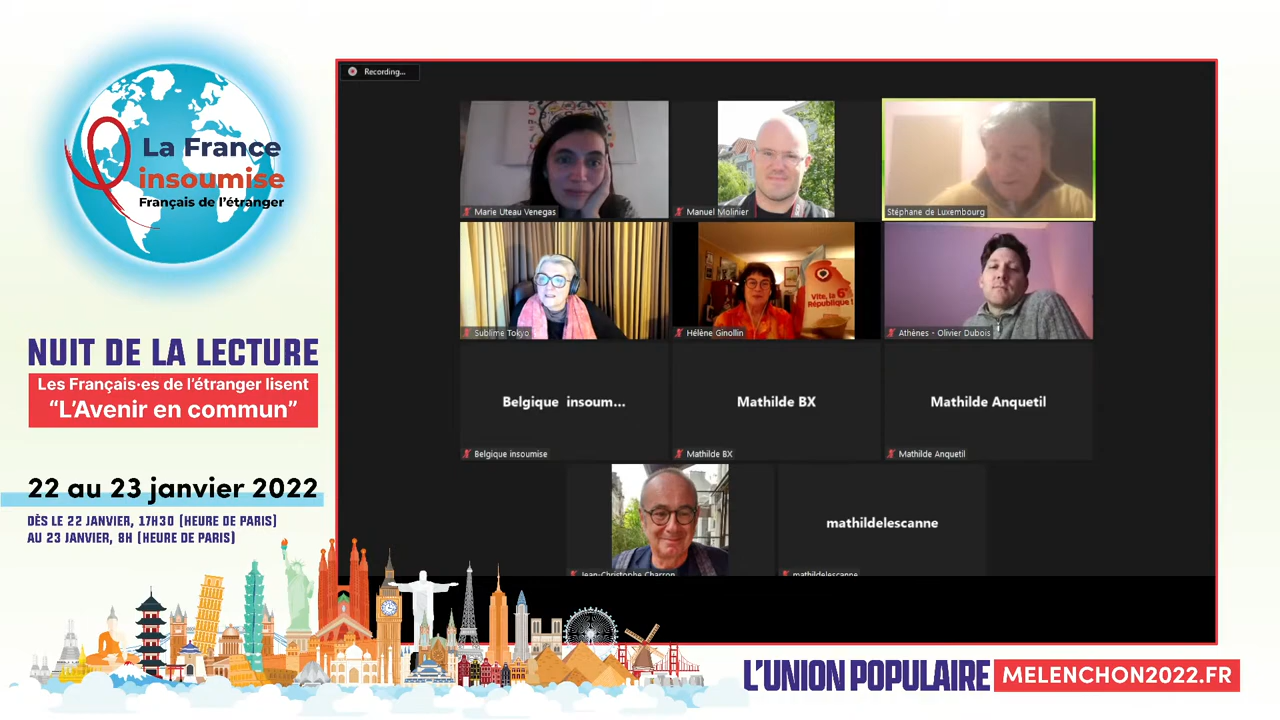 La France
insoumise
Français de l'étranger
NUIT DE LA LECTURE
Les Français·es de l'étranger lisent
"L'Avenir en commun"
22 au 23 janvier 2022
DÈS LE 22 JANVIER, 17H30 (HEURE DE PARIS)
AU 23 JANVIER, 8H (HEURE DE PARIS)
Recording...
Marie Uteau Venegas
Manuel Molinier
Stéphane de Luxembourg
Vite, la 6e
République !
Sublime Tokyo
Hélène Ginollin
Athènes - Olivier Dubois
Belgique insoum...
Mathilde BX
Mathilde Anquetil
Belgique insoumise
Mathilde BX
Mathilde Anquetil
mathildelescanne
Jean-Christophe Charron
mathildelescanne
L'UNION POPULAIRE
MELENCHON2022.FR